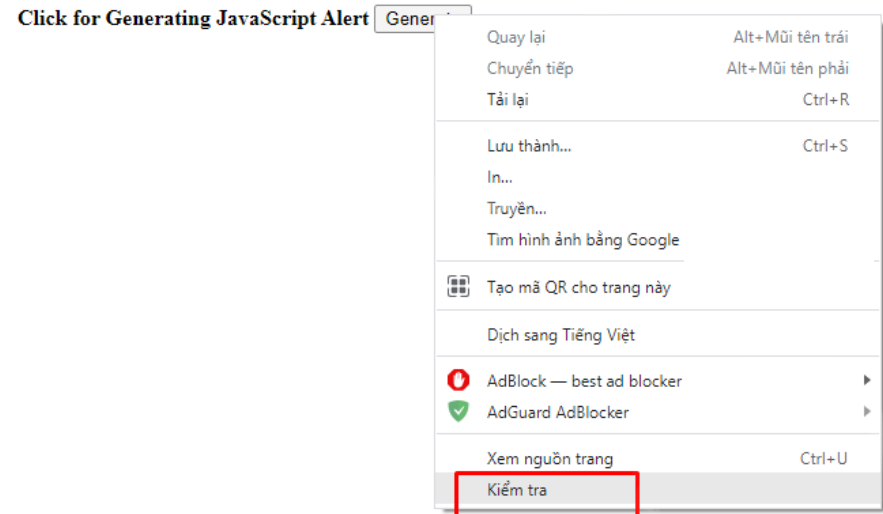 Click for Generating JavaScript Alert
Quay lại Alt+Mũi tên trái
Chuyển tiếp Alt+Mũi tên phải
Tải lại Ctrl+R
Lưu thành... Ctrl+S
In...
Truyền...
Tìm hình ảnh bằng Google
Tạo mã QR cho trang này
Dịch sang Tiếng Việt
AdBlock — best ad blocker
AdGuard AdBlocker
Xem nguồn trang Ctrl+U
Kiểm tra